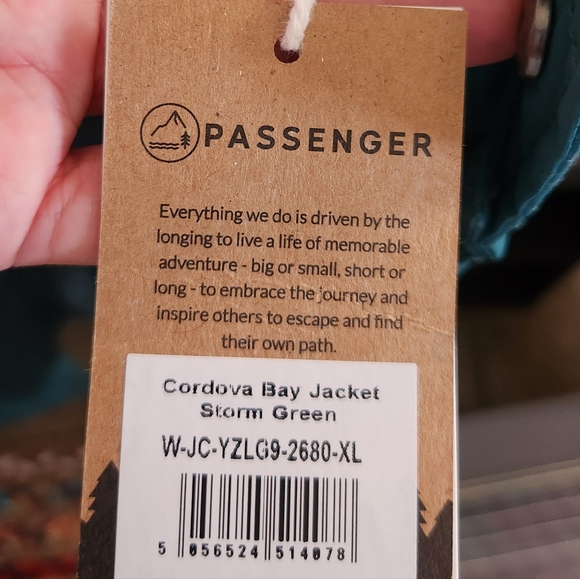 PASSENGER
Everything we do is driven by the
longing to live a life of memorable
adventure - big or small, short or
long - to embrace the journey and
inspire others to escape and find
their own path.
Cordova Bay Jacket
Storm Green
W-JC-YZLG9-2680-XL
5 056524 514078